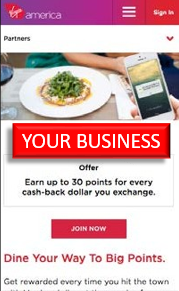 Virgin america
Sign In
Partners
YOUR BUSINESS
Offer
Earn up to 30 points for every
cash-back dollar you exchange.
JOIN NOW
Dine Your Way To Big Points.
Get rewarded every time you hit the town